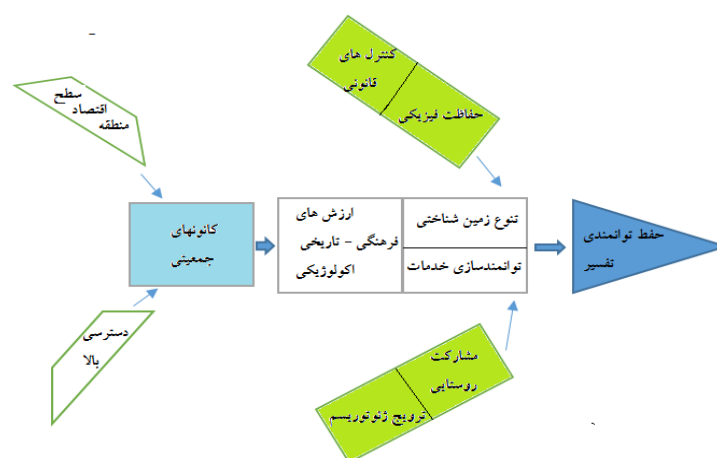 سطح
اقتصاد
منطقه
کنترل های
قانونی
حفاظت فیزیکی
کانونهای
جمعیتی
ارزش های
فرهنگی - تاریخی
اکولوژیکی
تنوع زمین شناختی
توانمندسازی خدمات
حفظ توانمندی
تفسیر
دسترسی
بالا
مشارکت
روستایی
ترویج ژئوتوریسم